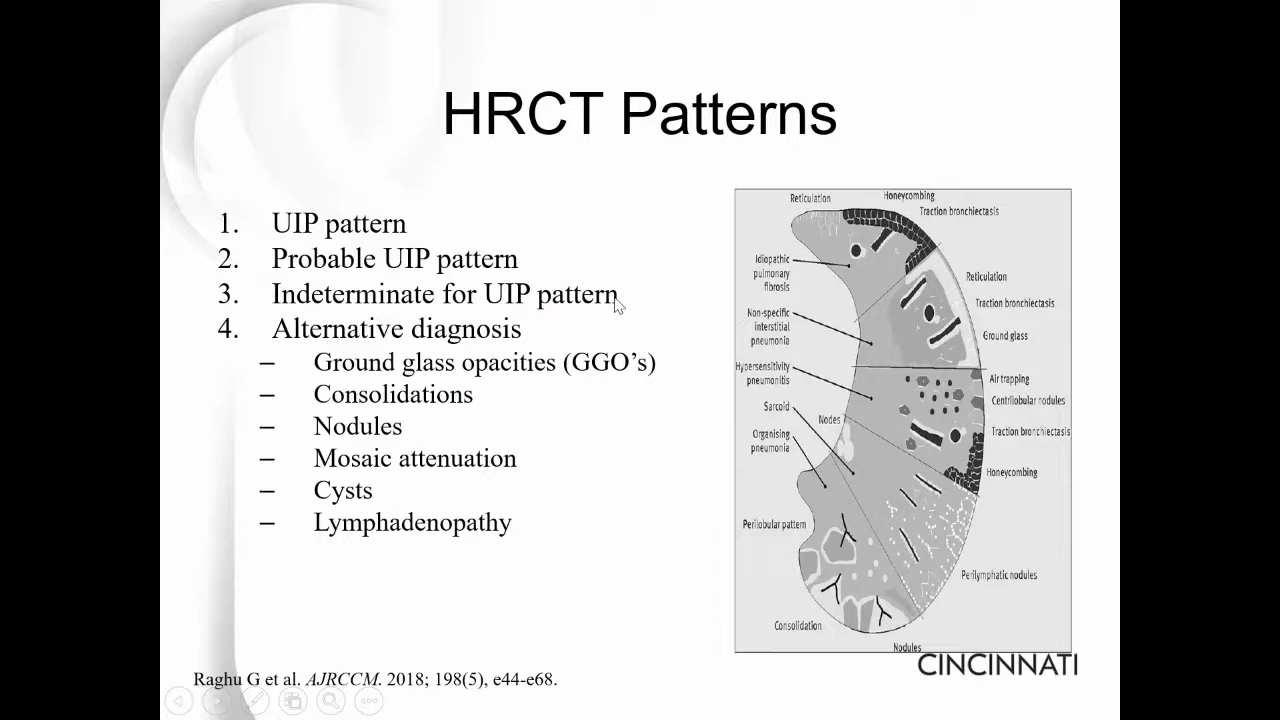 HRCT Patterns
1. UIP pattern
2. Probable UIP pattern
3. Indeterminate for UIP pattern
4. Alternative diagnosis
– Ground glass opacities (GGO’s)
– Consolidations
– Nodules
– Mosaic attenuation
– Cysts
– Lymphadenopathy
Reticulation
Honeycombing
Traction bronchiectasis
Idiopathic
pulmonary
fibrosis
Reticulation
Traction bronchiectasis
Non-specific
interstitial
pneumonia
Ground glass
Hypersensitivity
pneumonitis
Air trapping
Centrilobular nodules
Sarcoid
Nodes
Traction bronchiectasis
Organising
pneumonia
Honeycombing
Perilobular pattern
Perilymphatic nodules
Consolidation
Nodules
CINCINNATI
Raghu G et al. AJRCCM. 2018; 198(5), e44-e68.